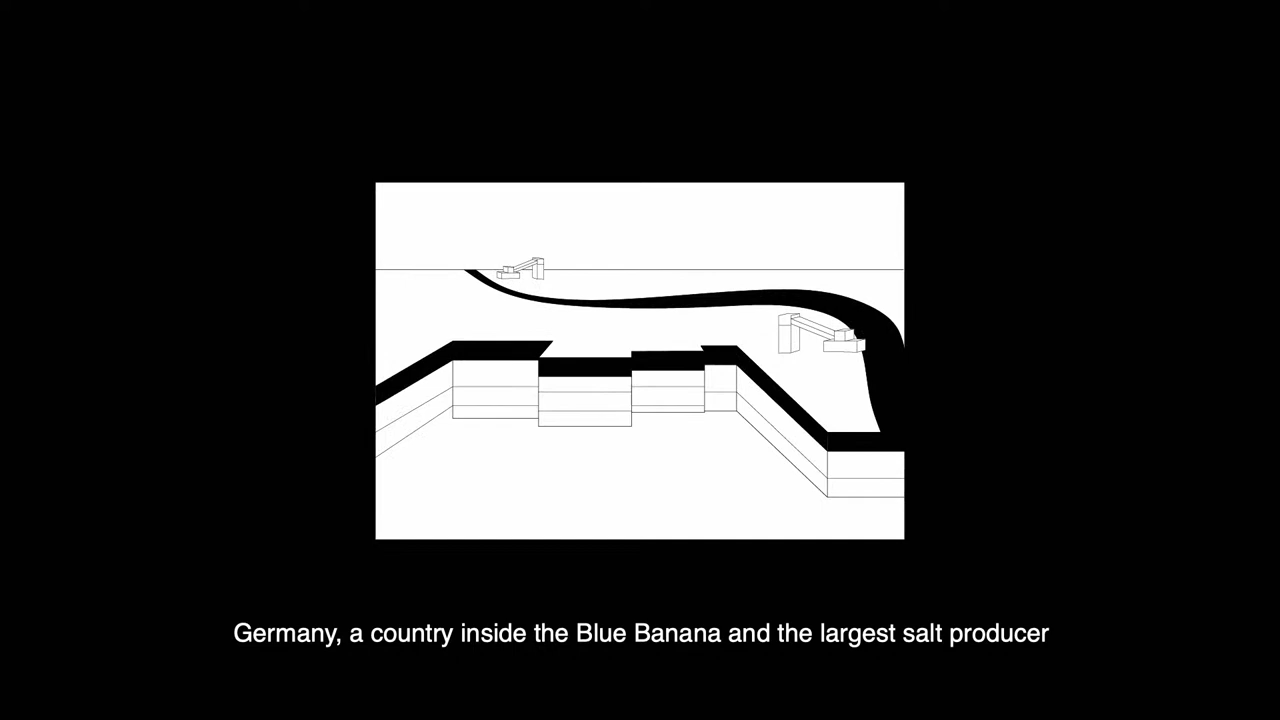 Germany, a country inside the Blue Banana and the largest salt producer